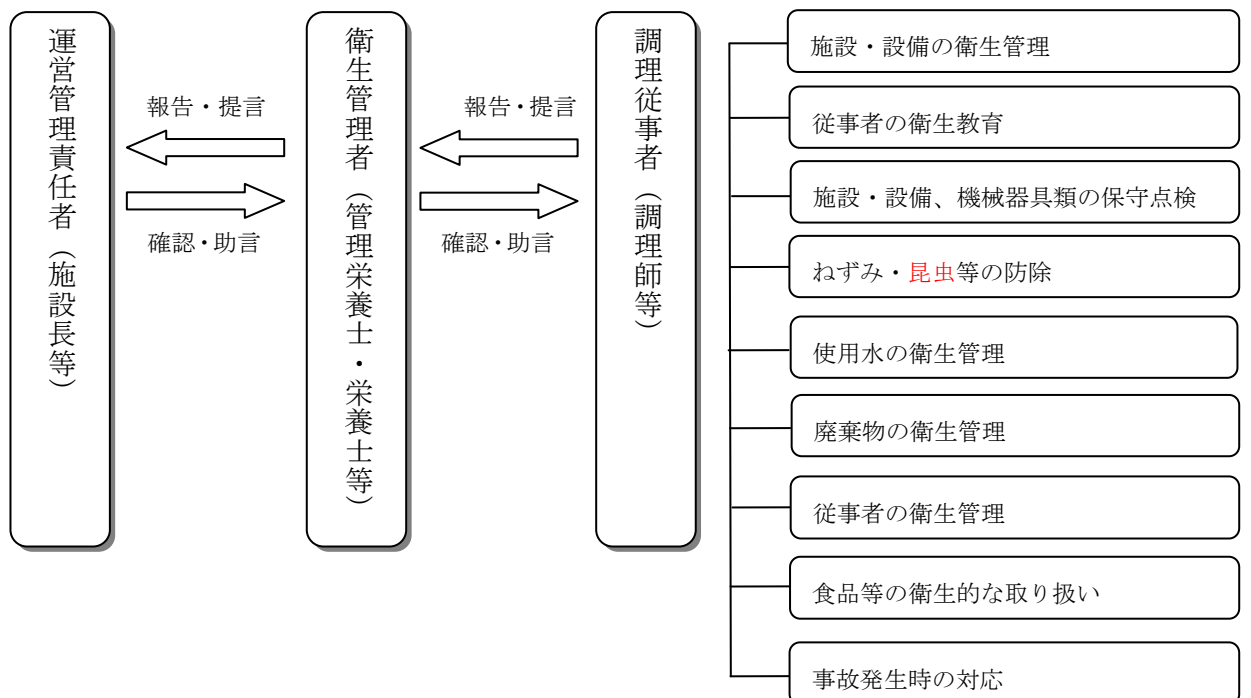 運営管理責任者（施設長等）
報告・提言
確認・助言
衛生管理者（管理栄養士・栄養士等）
報告・提言
確認・助言
調理従事者（調理師等）
施設・設備の衛生管理
従事者の衛生教育
施設・設備、機械器具類の保守点検
ねずみ・昆虫等の防除
使用水の衛生管理
廃棄物の衛生管理
従事者の衛生管理
食品等の衛生的な取り扱い
事故発生時の対応